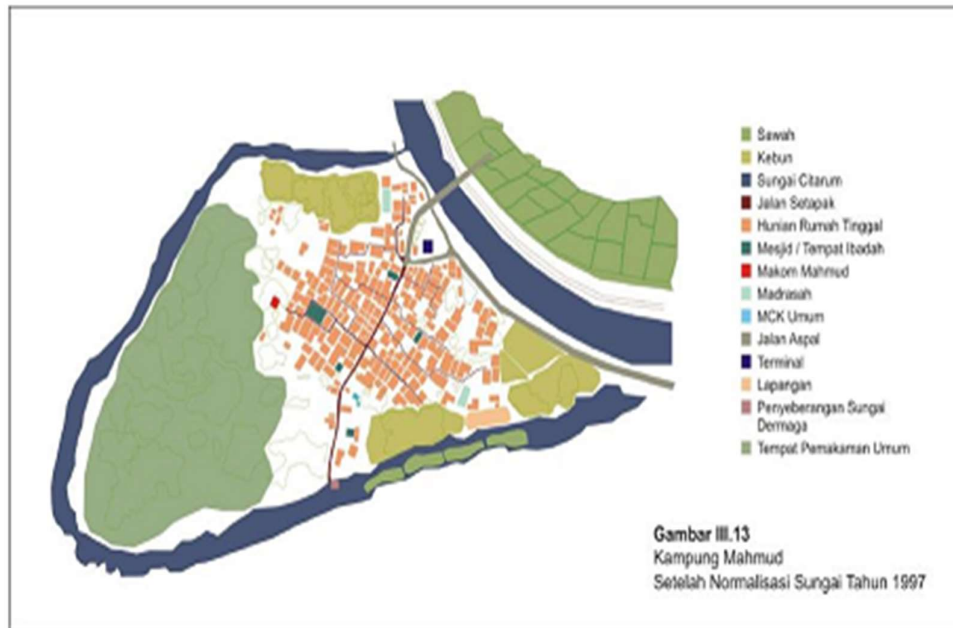 Sawah
Kebun
Sungai Citarum
Jalan Setapak
Hunian Rumah Tinggal
Mesjid / Tempat Ibadah
Makom Mahmud
Madrasah
MCK Umum
Jalan Aspal
Terminal
Lapangan
Penyeberangan Sungai
Dermaga
Tempat Pemakaman Umum
Gambar III.13
Kampung Mahmud
Setelah Normalisasi Sungai Tahun 1997